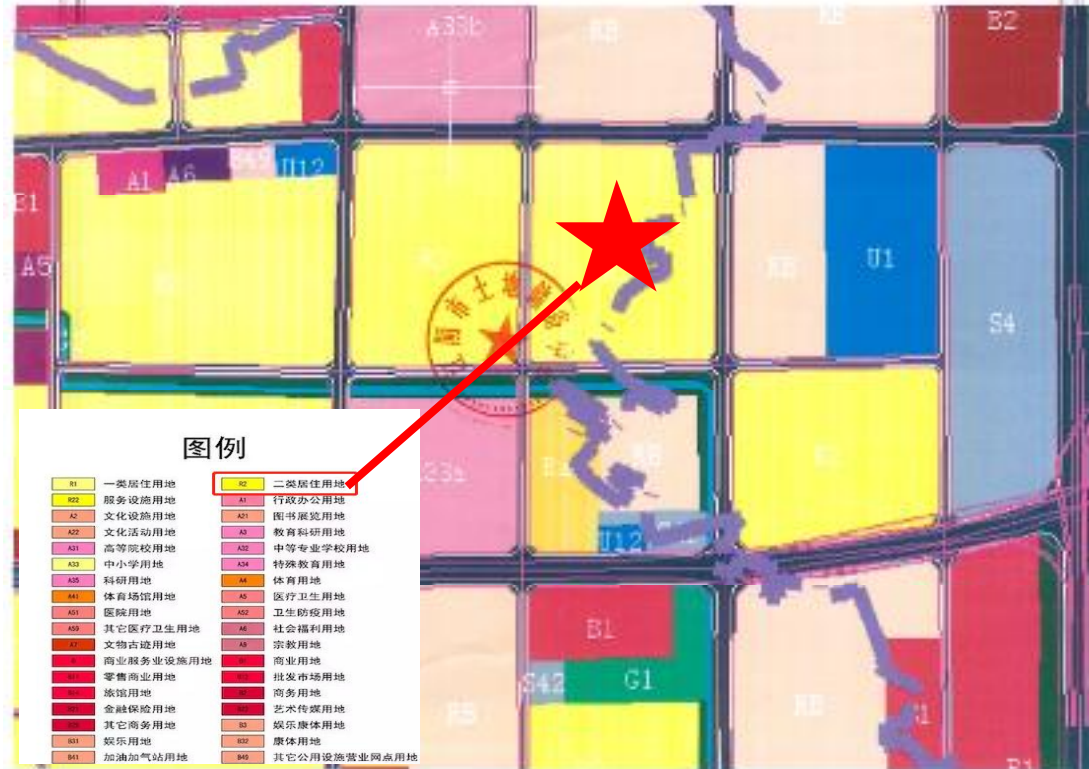 A33b
RB
RB
B2
A1
A6
U12
B1
A5
RB
U1
S4
U12
B1
S42
G1
RB
RB
B1
图例
R1 一类居住用地
R2 二类居住用地
R22 服务设施用地
A1 行政办公用地
A2 文化设施用地
A21 图书展览用地
A22 文化活动用地
A3 教育科研用地
A31 高等院校用地
A32 中等专业学校用地
A33 中小学用地
A34 特殊教育用地
A35 科研用地
A4 体育用地
A41 体育场馆用地
A5 医疗卫生用地
A51 医院用地
A52 卫生防疫用地
A59 其它医疗卫生用地
A6 社会福利用地
A7 文物古迹用地
A9 宗教用地
商业服务业设施用地
商业用地
零售商业用地
批发市场用地
旅馆用地
商务用地
金融保险用地
艺术传媒用地
其它商务用地
B3 娱乐康体用地
B31 娱乐用地
B32 康体用地
B41 加油加气站用地
其它公用设施营业网点用地